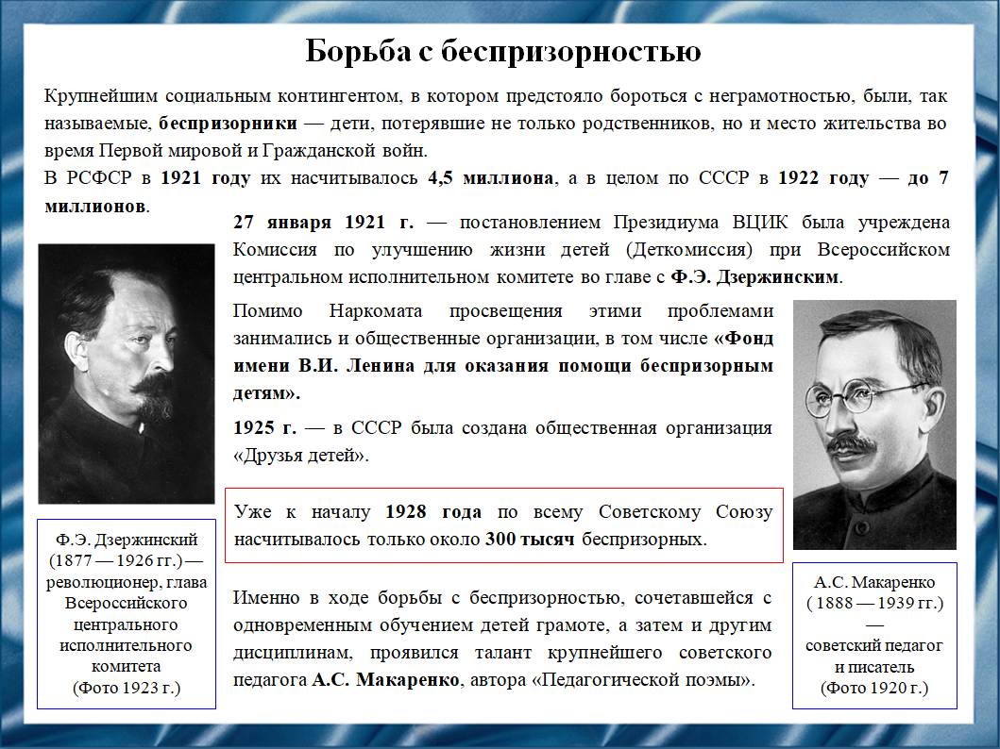 Борьба с беспризорностью
Крупнейшим социальным контингентом, в котором предстояло бороться с неграмотностью, были, так
называемые, беспризорники — дети, потерявшие не только родственников, но и место жительства во
время Первой мировой и Гражданской войн.
В РСФСР в 1921 году их насчитывалось 4,5 миллиона, а в целом по СССР в 1922 году — до 7
миллионов.
27 января 1921 г. — постановлением Президиума ВЦИК была учреждена
Комиссия по улучшению жизни детей (Деткомиссия) при Всероссийском
центральном исполнительном комитете во главе с Ф.Э. Дзержинским.
Помимо Наркомата просвещения этими проблемами
занимались и общественные организации, в том числе «Фонд
имени В.И. Ленина для оказания помощи беспризорным
детям».
1925 г. — в СССР была создана общественная организация
«Друзья детей».
Уже к началу 1928 года по всему Советскому Союзу
насчитывалось только около 300 тысяч беспризорных.
Именно в ходе борьбы с беспризорностью, сочетавшейся с
одновременным обучением детей грамоте, а затем и другим
дисциплинам, проявился талант крупнейшего советского
педагога А.С. Макаренко, автора «Педагогической поэмы».
Ф.Э. Дзержинский
(1877 — 1926 гг.) —
революционер, глава
Всероссийского
центрального
исполнительного
комитета
(Фото 1923 г.)
А.С. Макаренко
( 1888 — 1939 гг.)
—
советский педагог
и писатель
(Фото 1920 г.)